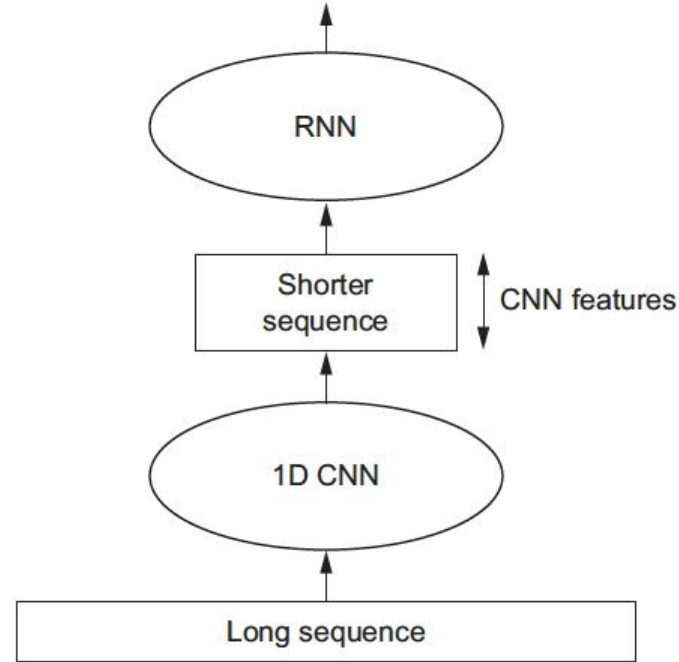 RNN
Shorter
sequence
CNN features
1D CNN
Long sequence